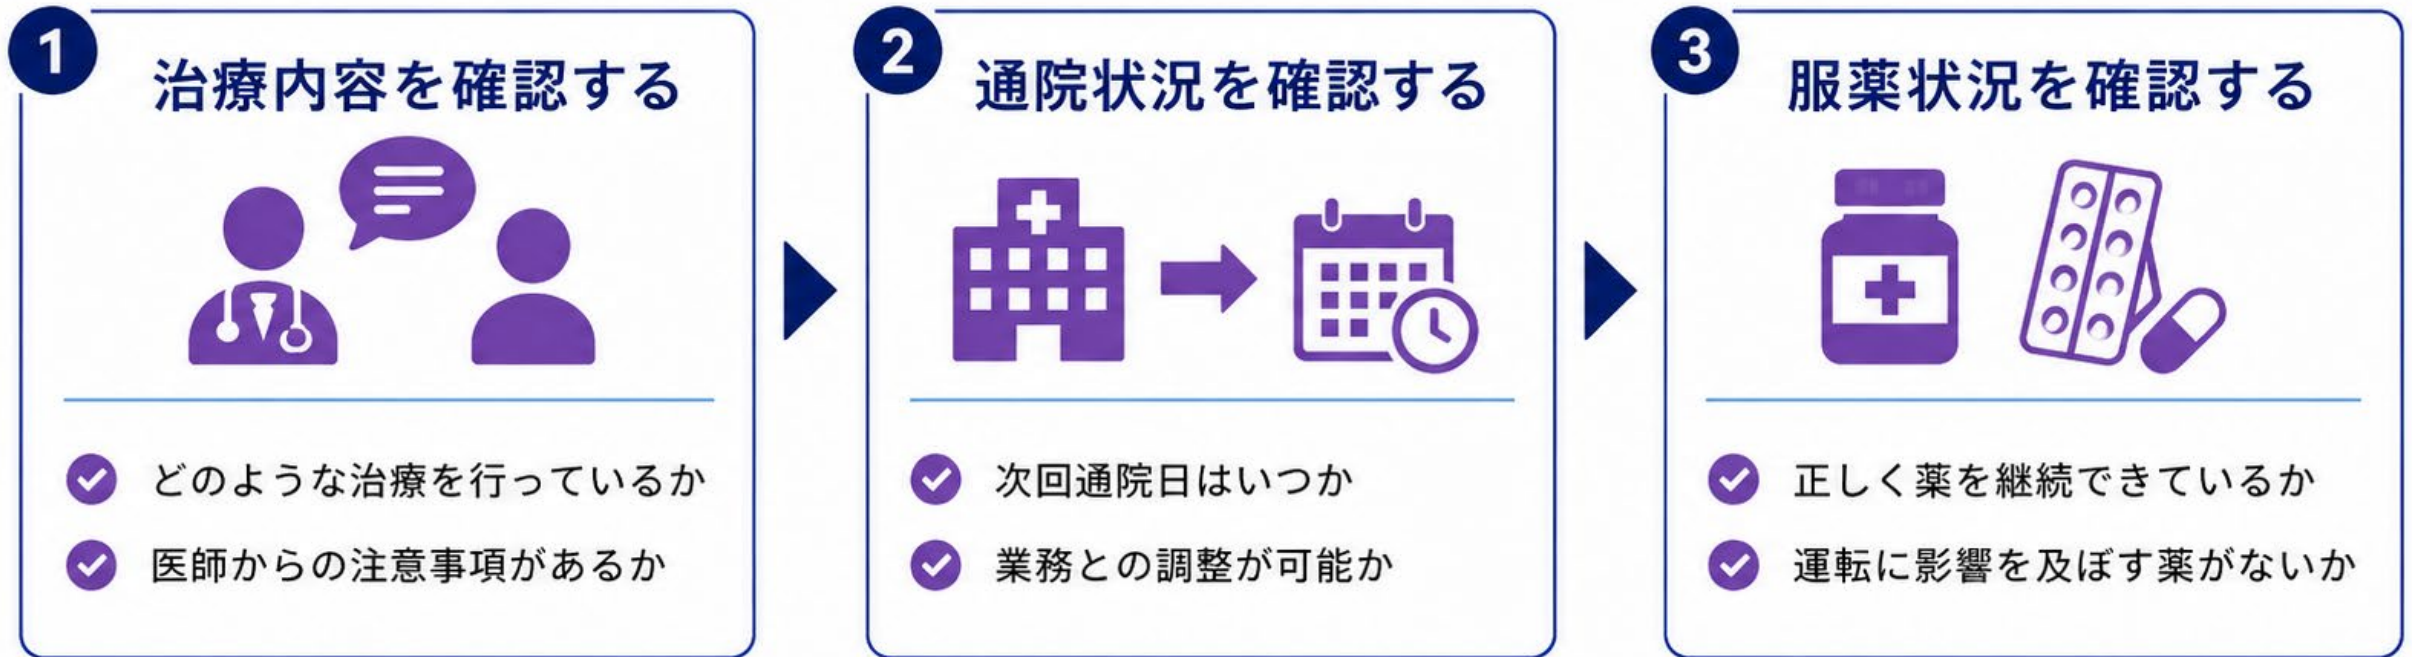 1
治療内容を確認する
どのような治療を行っているか
医師からの注意事項があるか
2
通院状況を確認する
次回通院日はいつか
業務との調整が可能か
3
服薬状況を確認する
正しく薬を継続できているか
運転に影響を及ぼす薬がないか